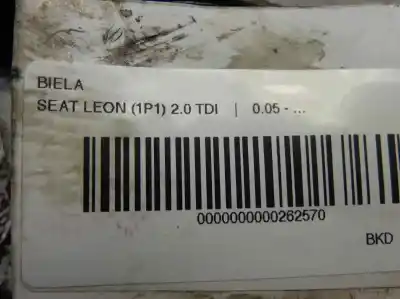 BIELA
SEAT LEON (1P1) 2.0 TDI | 0.05 - ...
0000000000262570
BKD